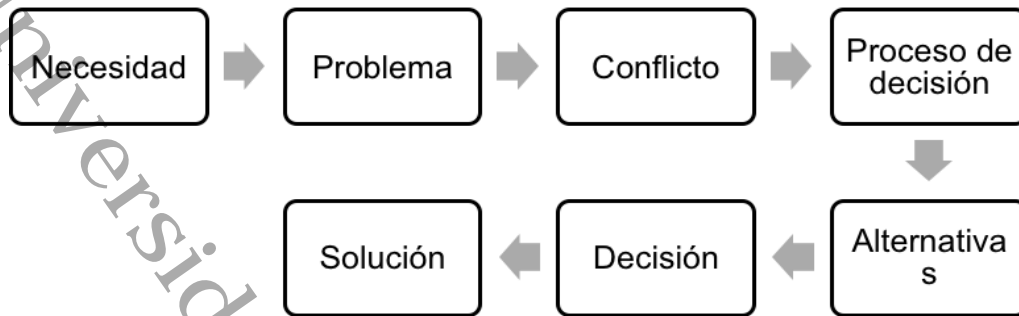 Necesidad
Problema
Conflicto
Proceso de
decisión
Alternativa
s
Decisión
Solución